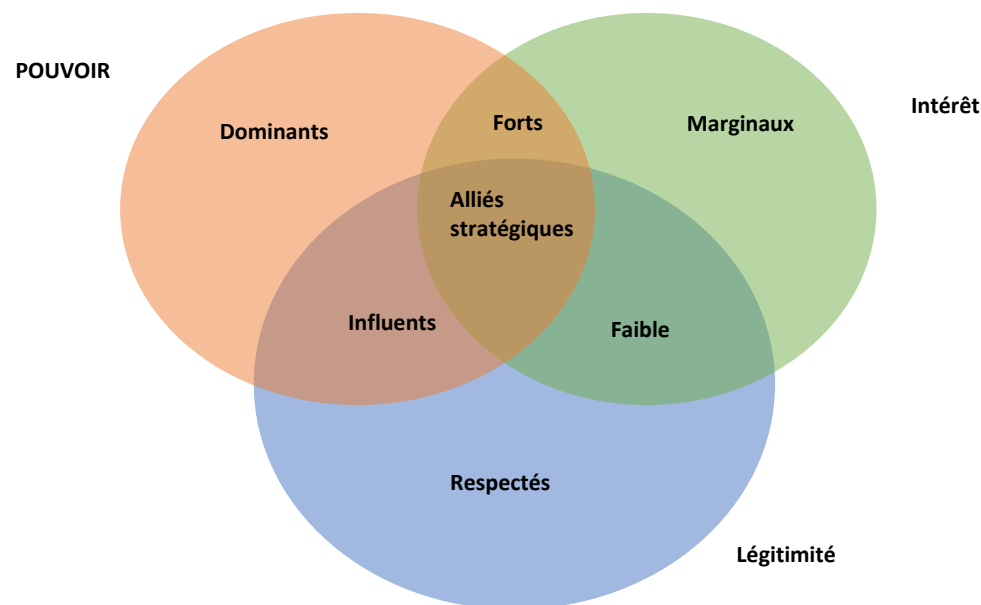 POUVOIR
Intérêt
Dominants
Forts
Marginaux
Alliés
stratégiques
Influents
Faible
Respectés
Légitimité